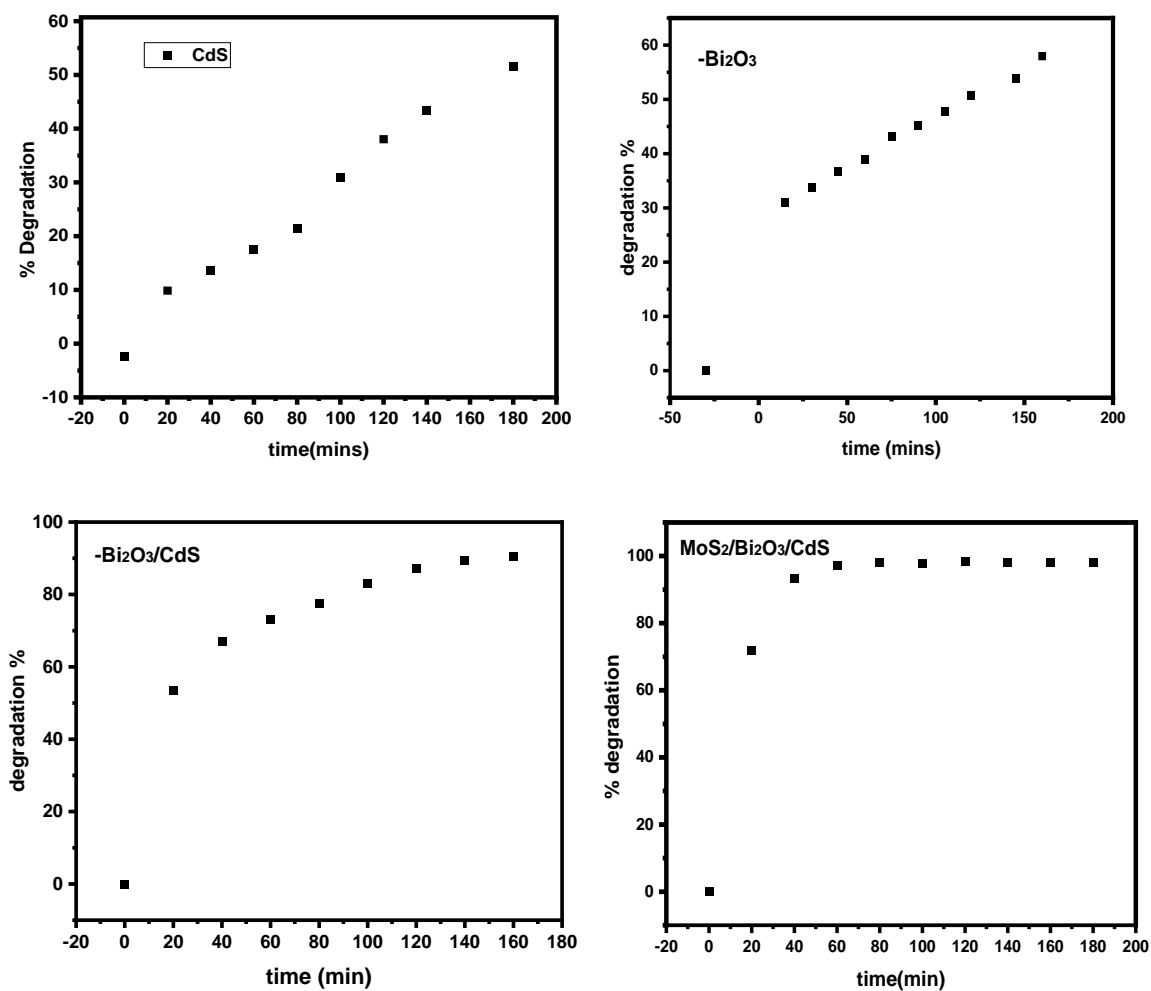 60
50
40
30
20
10
0
-10
-20 0 20 40 60 80 100 120 140 160 180 200
% Degradation
time(mins)
CdS
60
50
40
30
20
10
0
-50 0 50 100 150 200
degradation %
time (mins)
-Bi₂O₃
100
80
60
40
20
0
-20 0 20 40 60 80 100 120 140 160 180
degradation %
time (min)
-Bi₂O₃/CdS
100
80
60
40
20
0
-20 0 20 40 60 80 100 120 140 160 180 200
% degradation
time(min)
MoS₂/Bi₂O₃/CdS